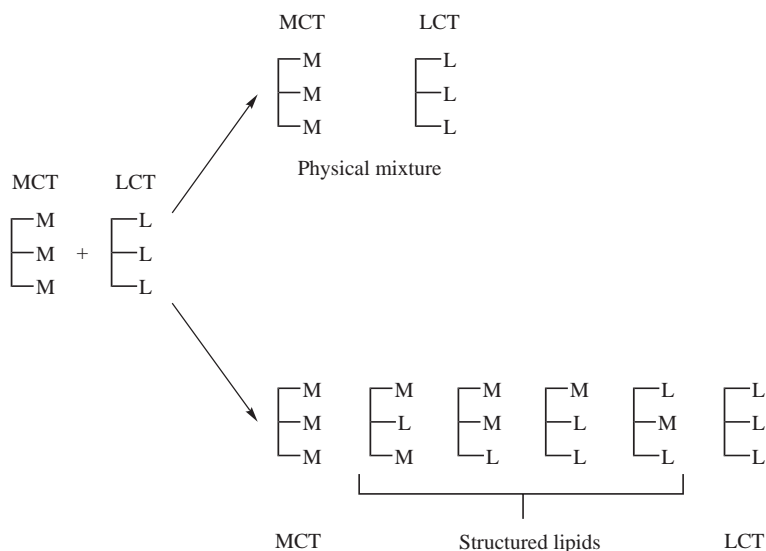 MCT LCT
M L
M L
M L
Physical mixture
MCT LCT
M L
M + L
M L
M M M M L L
M L M L M L
M M L L L L
MCT Structured lipids LCT